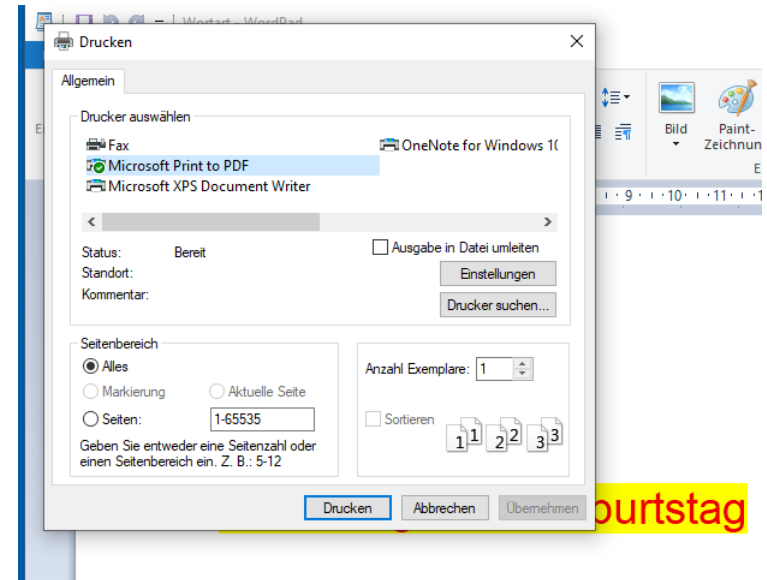 Wortart - WordPad
Drucken
Allgemein
Drucker auswählen
Fax
OneNote for Windows 1(
Microsoft Print to PDF
Microsoft XPS Document Writer
Status: Bereit
Ausgabe in Datei umleiten
Standort:
Einstellungen
Kommentar:
Drucker suchen...
Seitenbereich
Alles
Markierung
Aktuelle Seite
Seiten: 1-65535
Geben Sie entweder eine Seitenzahl oder
einen Seitenbereich ein. Z. B.: 5-12
Anzahl Exemplare: 1
Sortieren
1 1 2 2 3 3
Drucken Abbrechen Übernehmen
Bild
Paint-
Zeichnun
E
9 10 11 1
burtstag